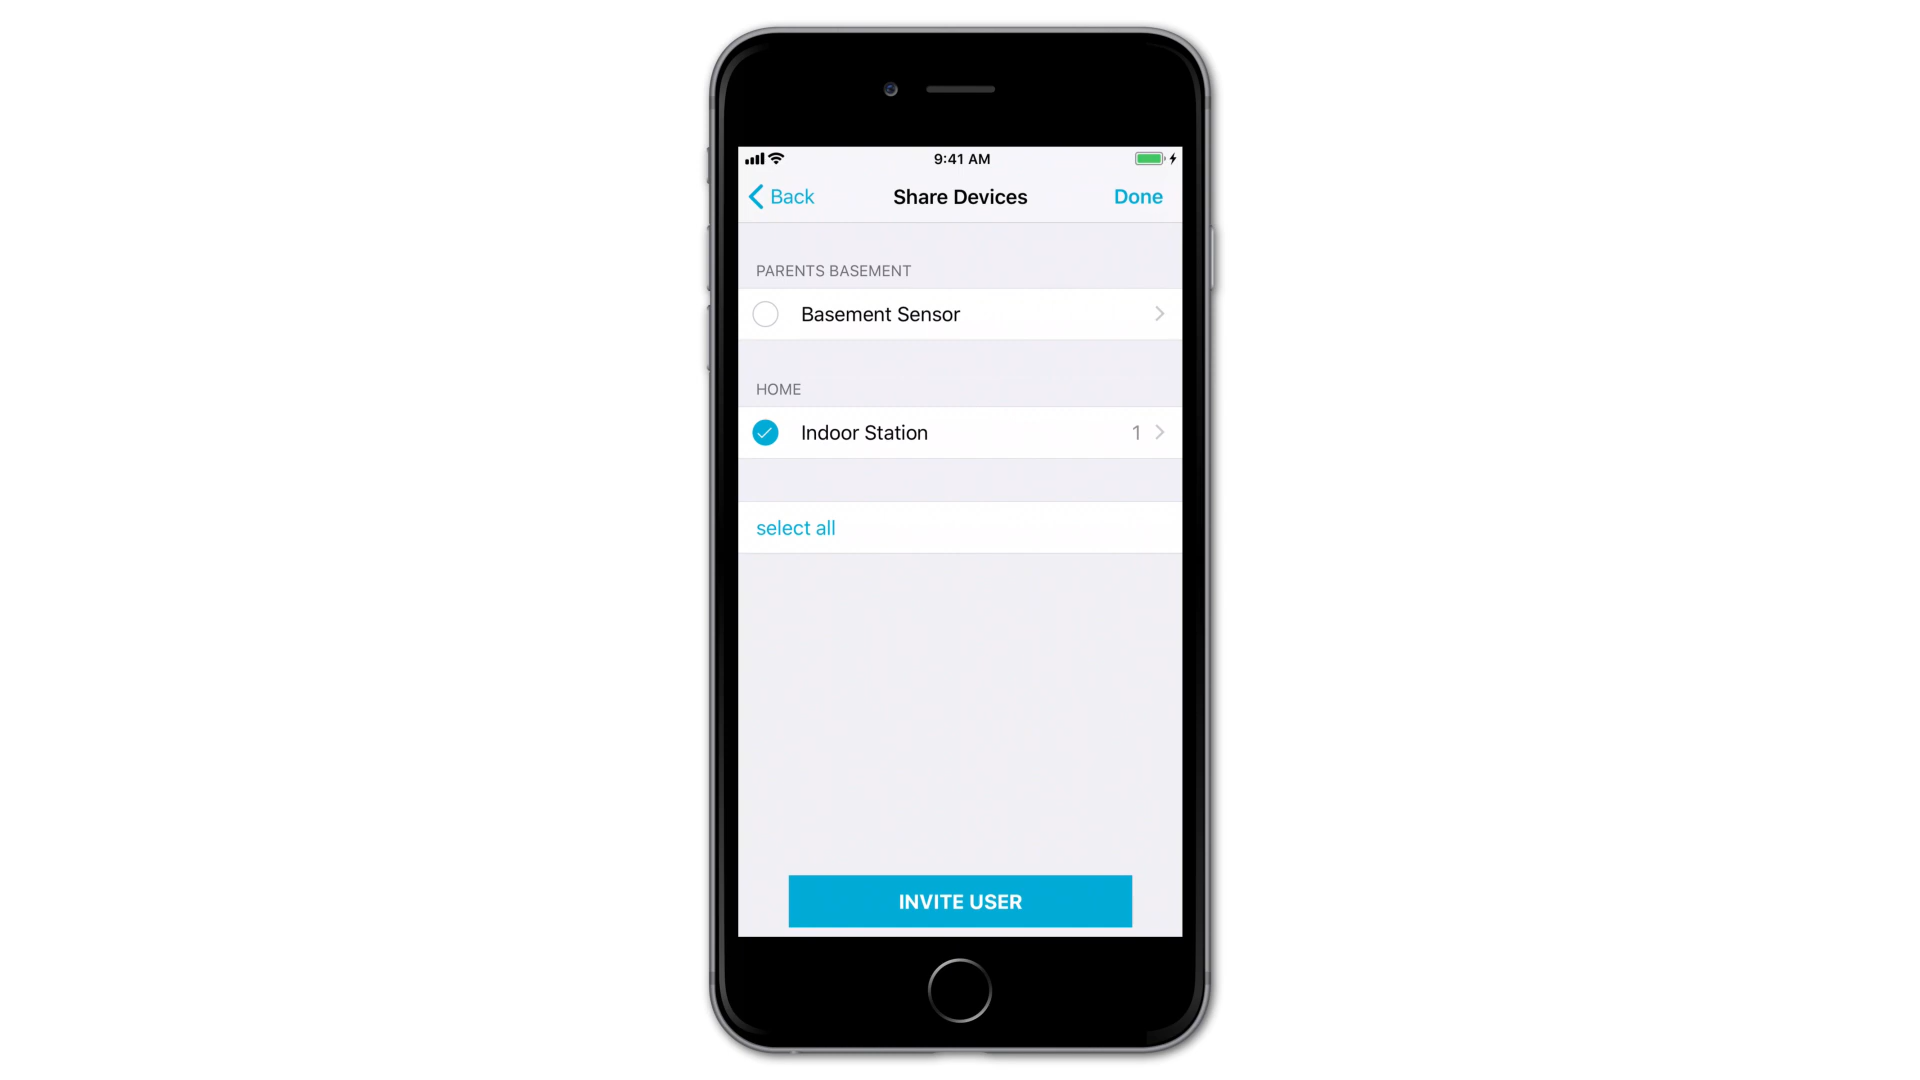 9:41 AM
Back Share Devices Done
PARENTS BASEMENT
Basement Sensor
HOME
Indoor Station 1
select all
INVITE USER